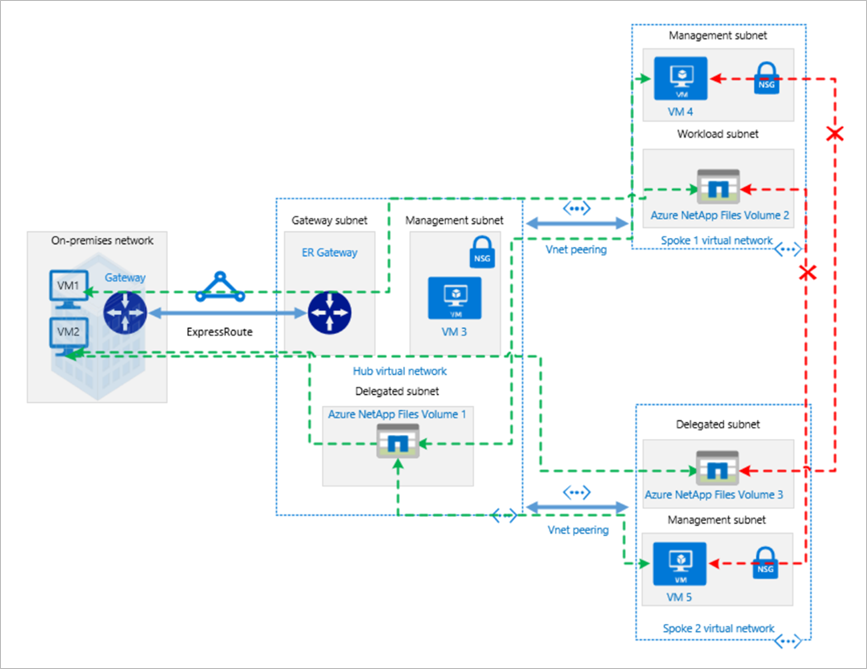 Management subnet
NSG
VM
VM 4
Workload subnet
Azure NetApp Files Volume 2
Spoke 1 virtual network
Vnet peering
On-premises network
VM1
Gateway
VM2
ExpressRoute
Gateway subnet
ER Gateway
Management subnet
NSG
VM
VM 3
Hub virtual network
Delegated subnet
Azure NetApp Files Volume 1
Vnet peering
Delegated subnet
Azure NetApp Files Volume 3
Management subnet
NSG
VM
VM 5
Spoke 2 virtual network